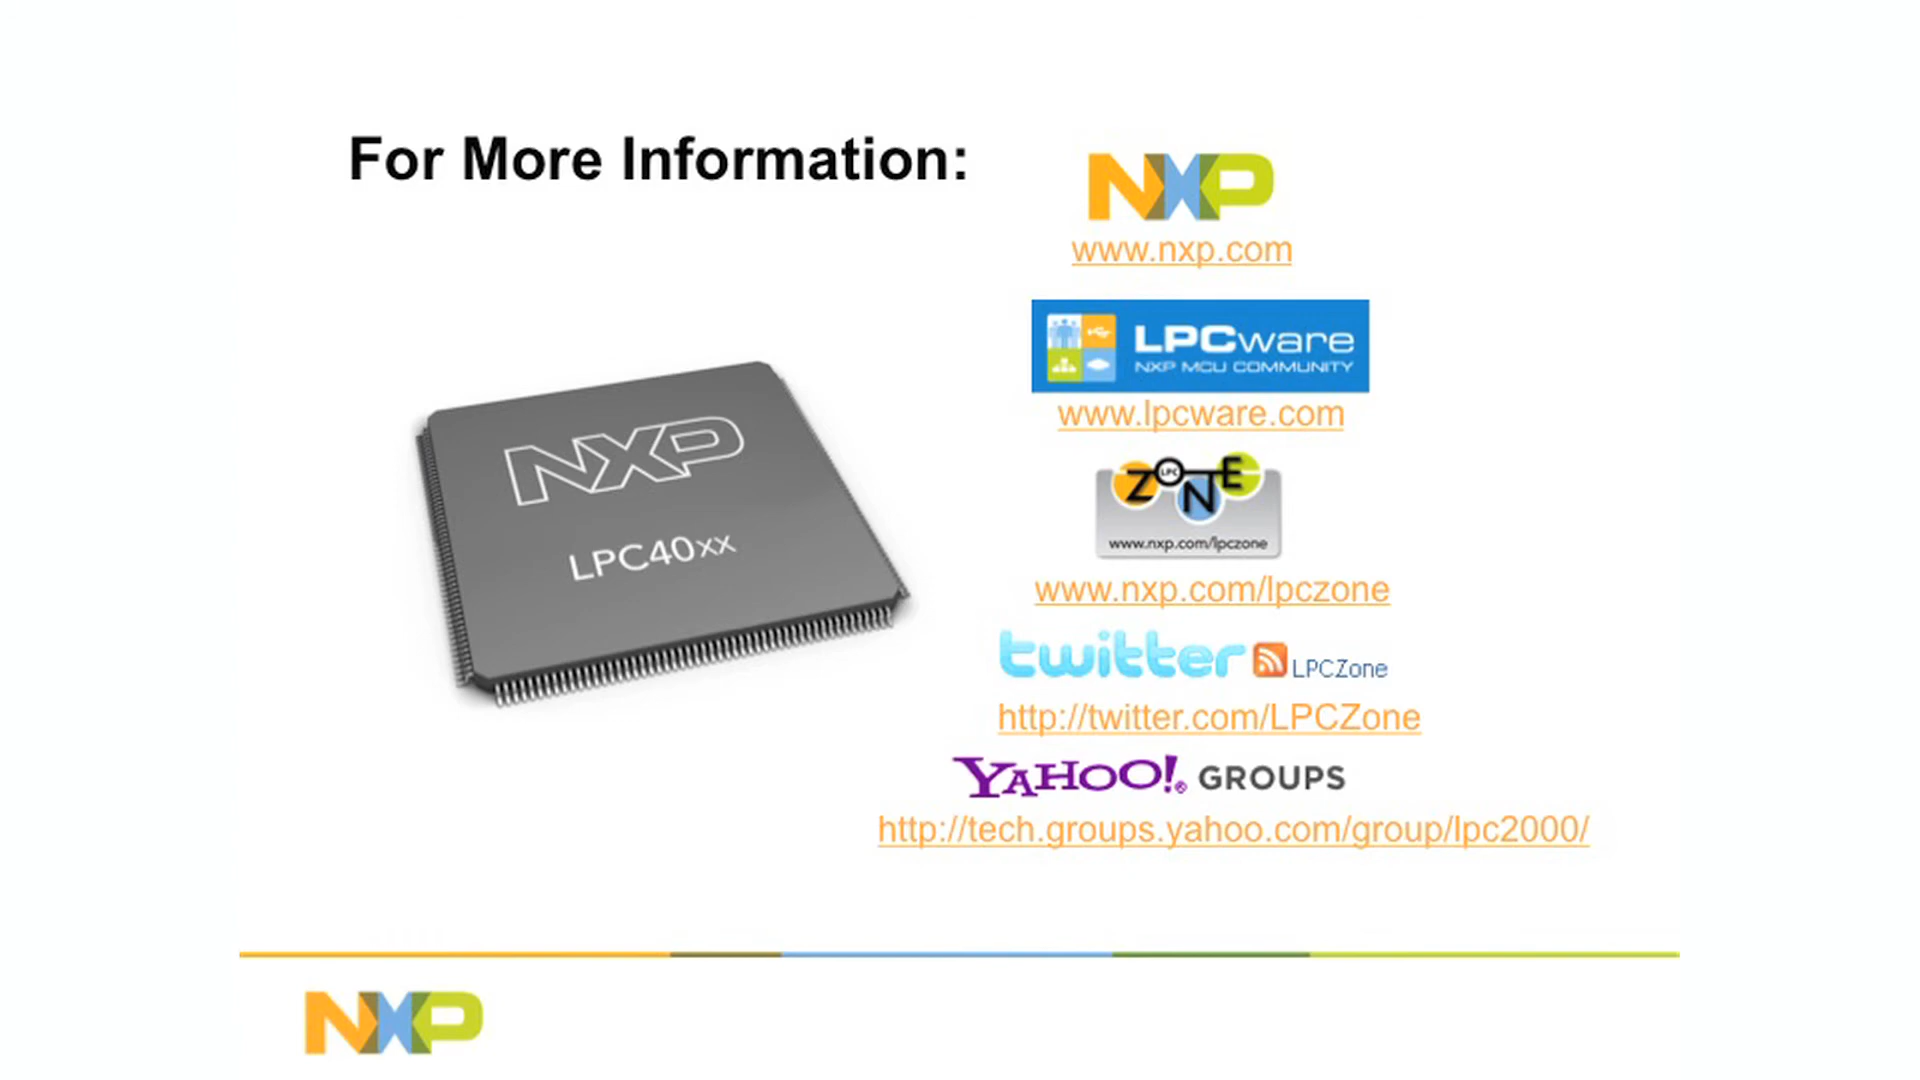 For More Information:
NXP
www.nxp.com
LPCware
NXP MCU COMMUNITY
www.lpcware.com
NXP
LPC40xx
ZONE
LPC
www.nxp.com/lpczone
www.nxp.com/lpczone
twitter LPCZone
http://twitter.com/LPCZone
YAHOO!® GROUPS
http://tech.groups.yahoo.com/group/lpc2000/
NXP